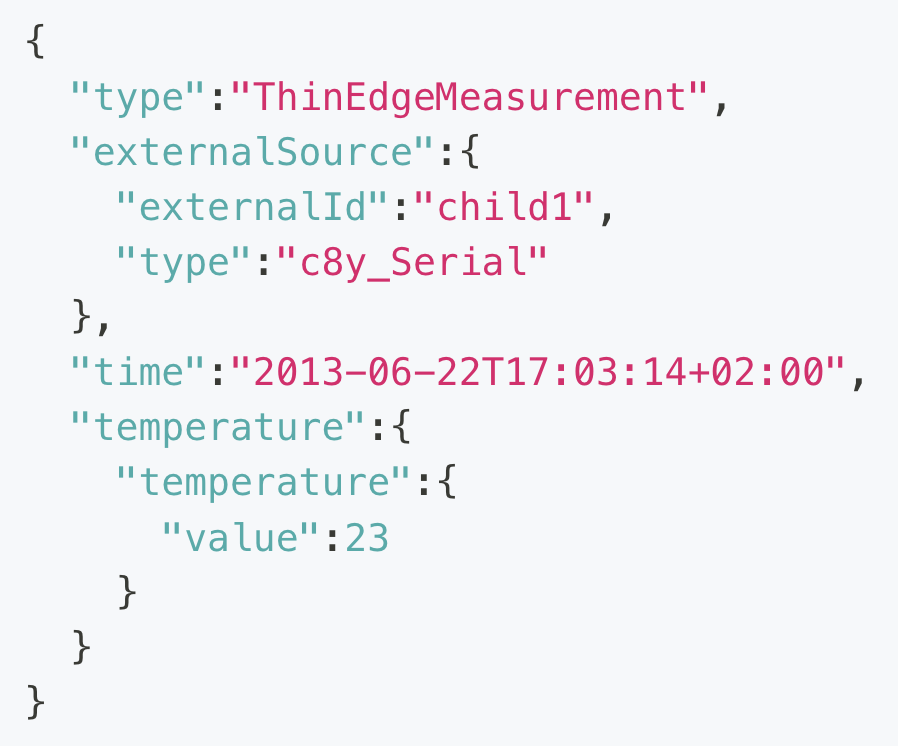 {
  "type":"ThinEdgeMeasurement",
  "externalSource":{
    "externalId":"child1",
    "type":"c8y_Serial"
  },
  "time":"2013-06-22T17:03:14+02:00",
  "temperature":{
    "temperature":{
      "value":23
    }
  }
}